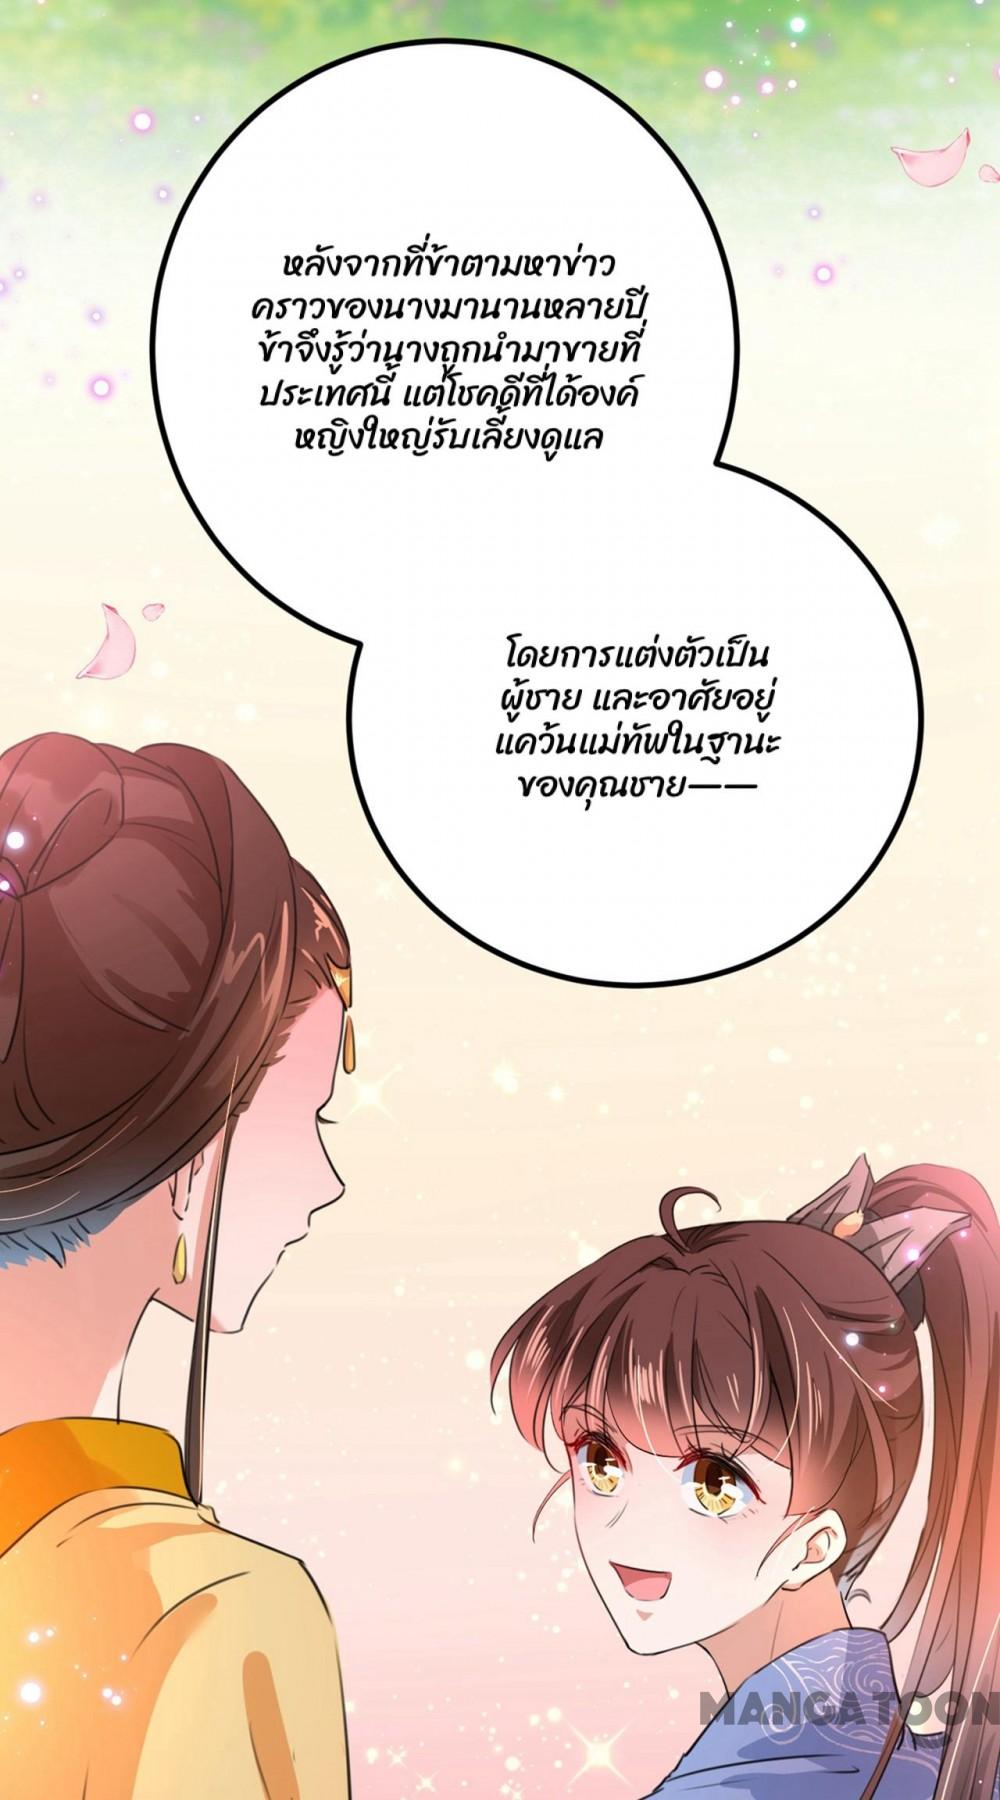 หลังจากที่ข้าตามหาข่าว
คราวของนางมานานหลายปี
ข้าจึงรู้ว่านางถูกนำมาขายที่
ประเทศนี้ แต่โชคดีที่ได้องค์
หญิงใหญ่รับเลี้ยงดูแล
โดยการแต่งตัวเป็น
ผู้ชาย และอาศัยอยู่
แคว้นแม่ทัพในฐานะ
ของคุณชาย——
MANGATOON